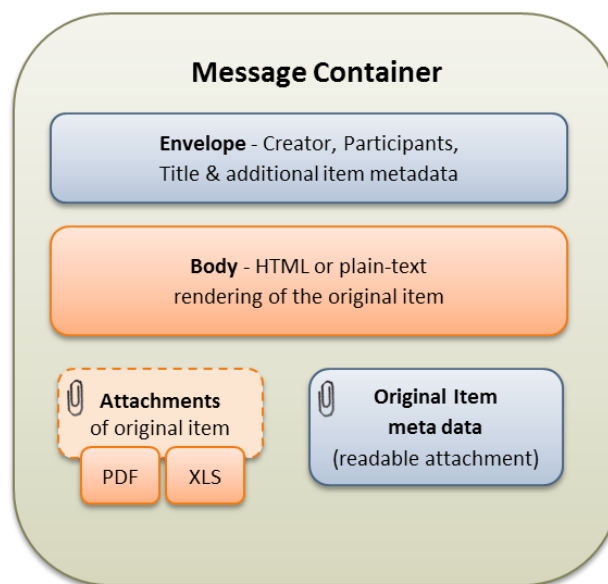 Message Container
Envelope - Creator, Participants,
Title & additional item metadata
Body - HTML or plain-text
rendering of the original item
Attachments
of original item
PDF
XLS
Original Item
meta data
(readable attachment)